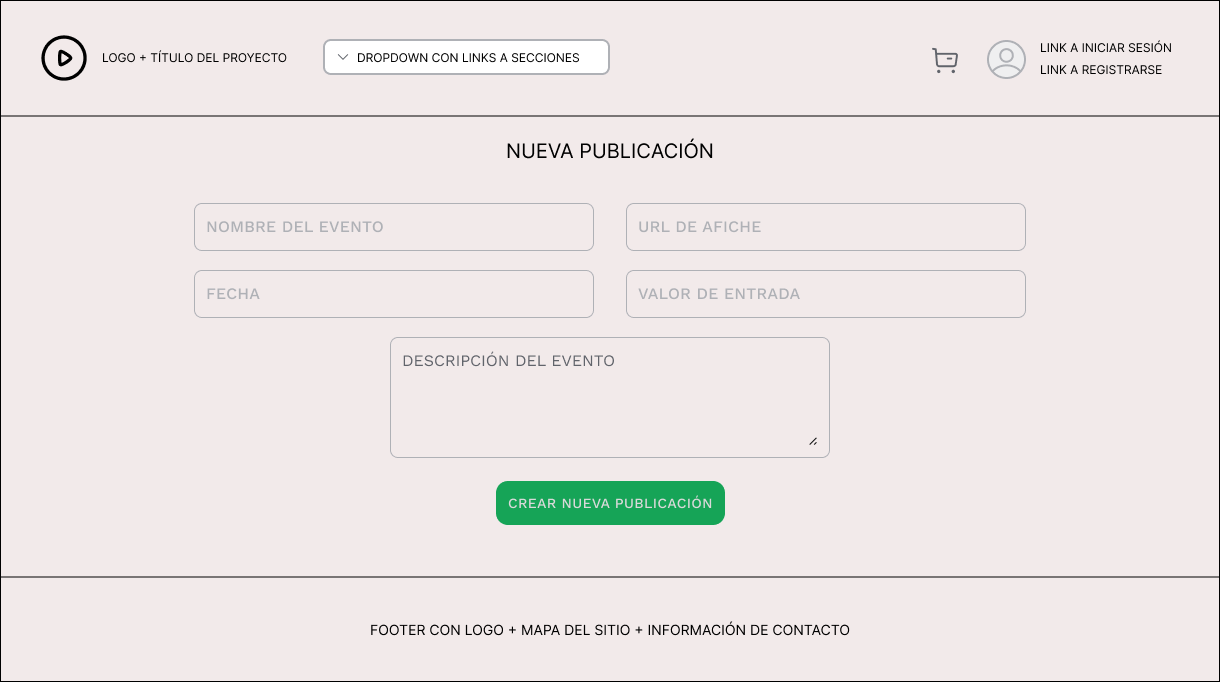 LOGO + TÍTULO DEL PROYECTO
DROPDOWN CON LINKS A SECCIONES
LINK A INICIAR SESIÓN
LINK A REGISTRARSE
NUEVA PUBLICACIÓN
NOMBRE DEL EVENTO
URL DE AFICHE
FECHA
VALOR DE ENTRADA
DESCRIPCIÓN DEL EVENTO
CREAR NUEVA PUBLICACIÓN
FOOTER CON LOGO + MAPA DEL SITIO + INFORMACIÓN DE CONTACTO